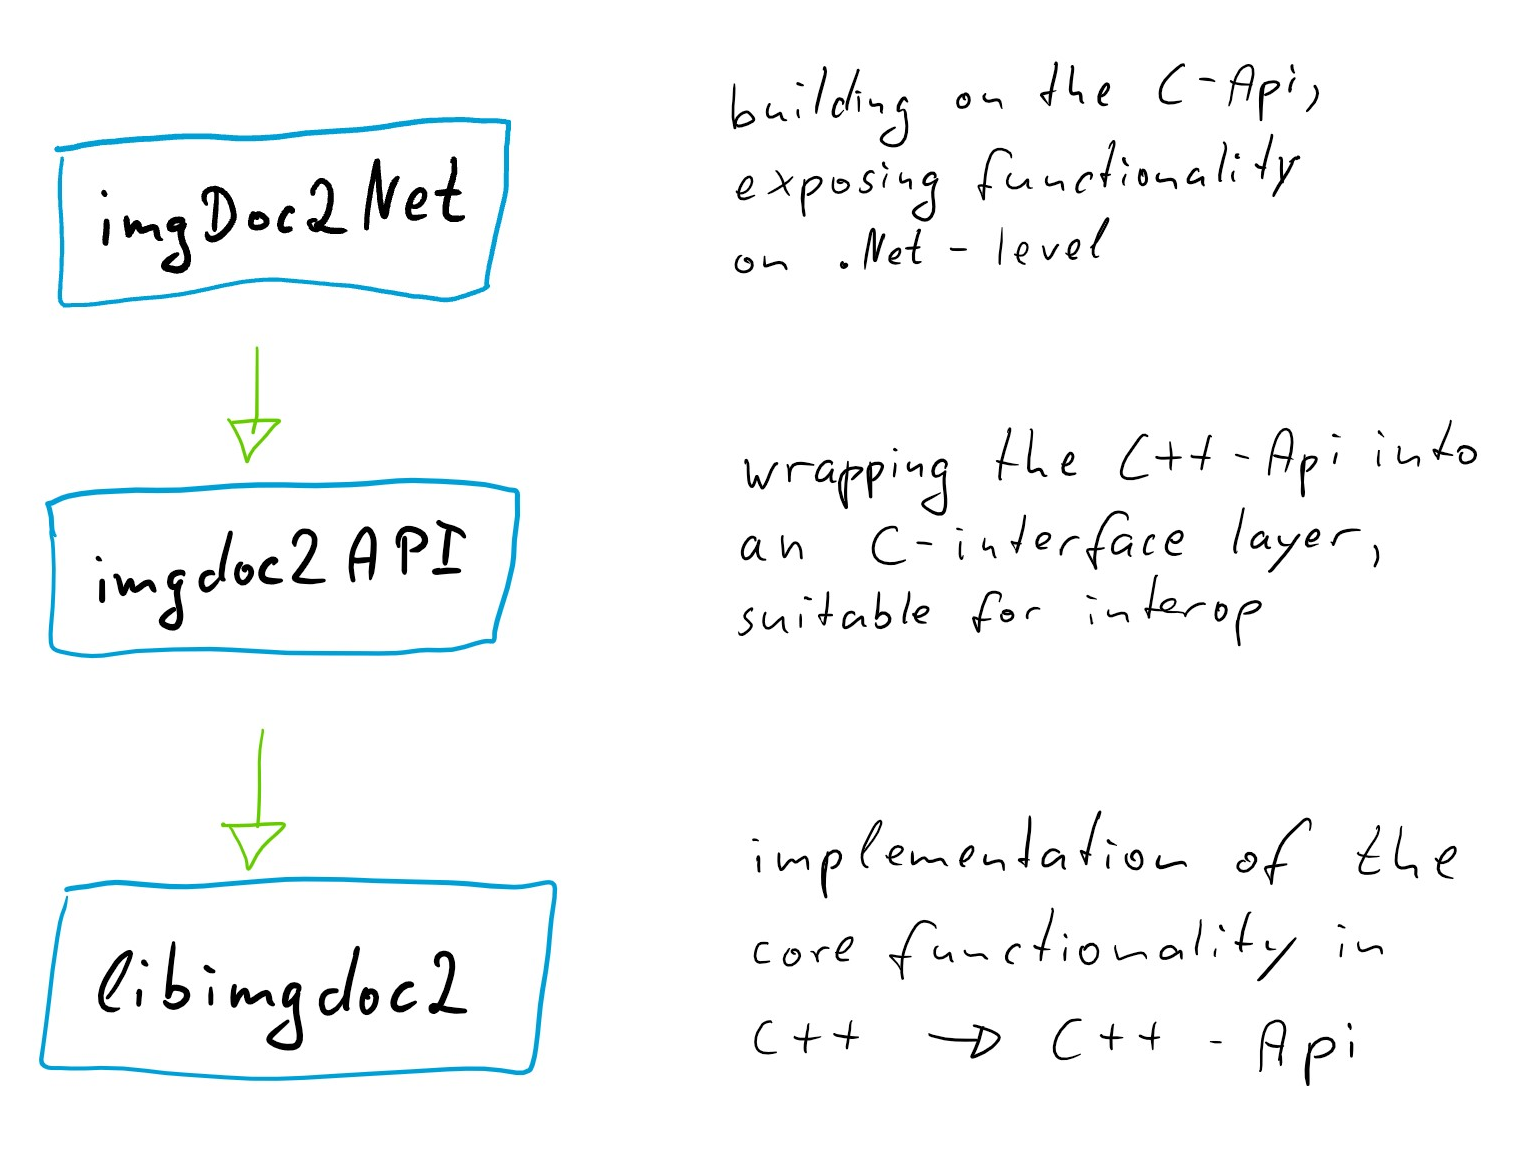 imgDoc2Net
building on the C-Api,
exposing functionality
on .Net-level
imgdoc2API
wrapping the C++-Api into
an C-interface layer,
suitable for interop
libimgdoc2
implementation of the
core functionality in
C++ → C++-Api